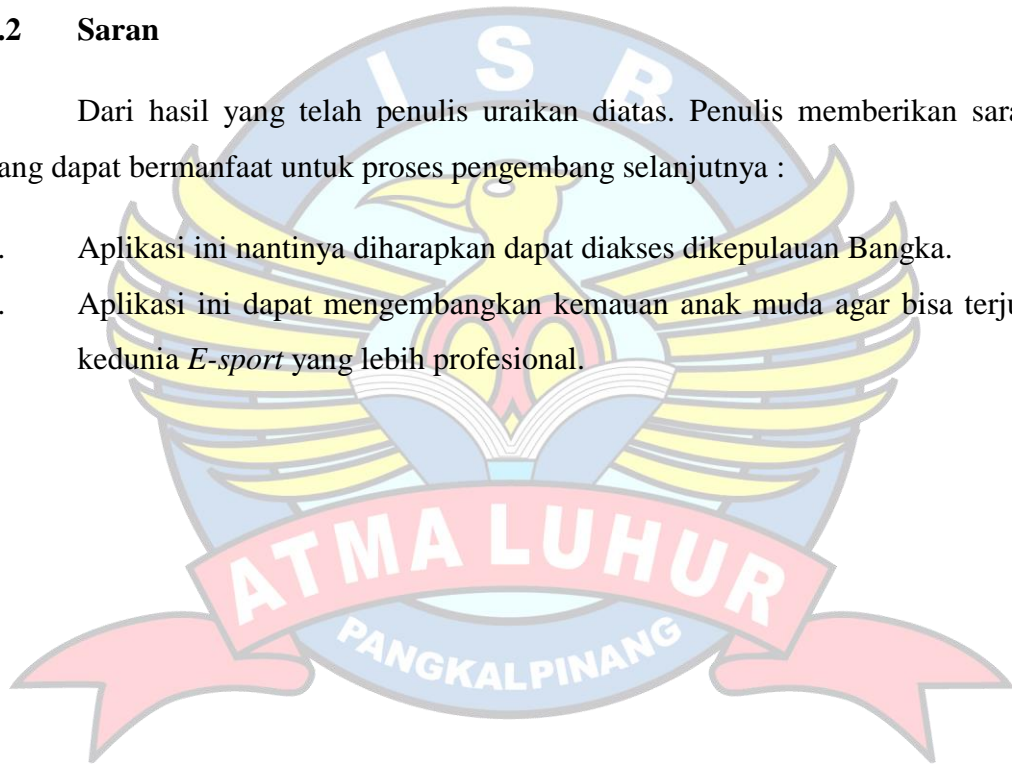 .2 Saran
Dari hasil yang telah penulis uraikan diatas. Penulis memberikan sara
ang dapat bermanfaat untuk proses pengembang selanjutnya :
. Aplikasi ini nantinya diharapkan dapat diakses dikepulauan Bangka.
. Aplikasi ini dapat mengembangkan kemauan anak muda agar bisa terju
kedunia E-sport yang lebih profesional.
I S B
ATMA LUHUR
PANGKALPINANG